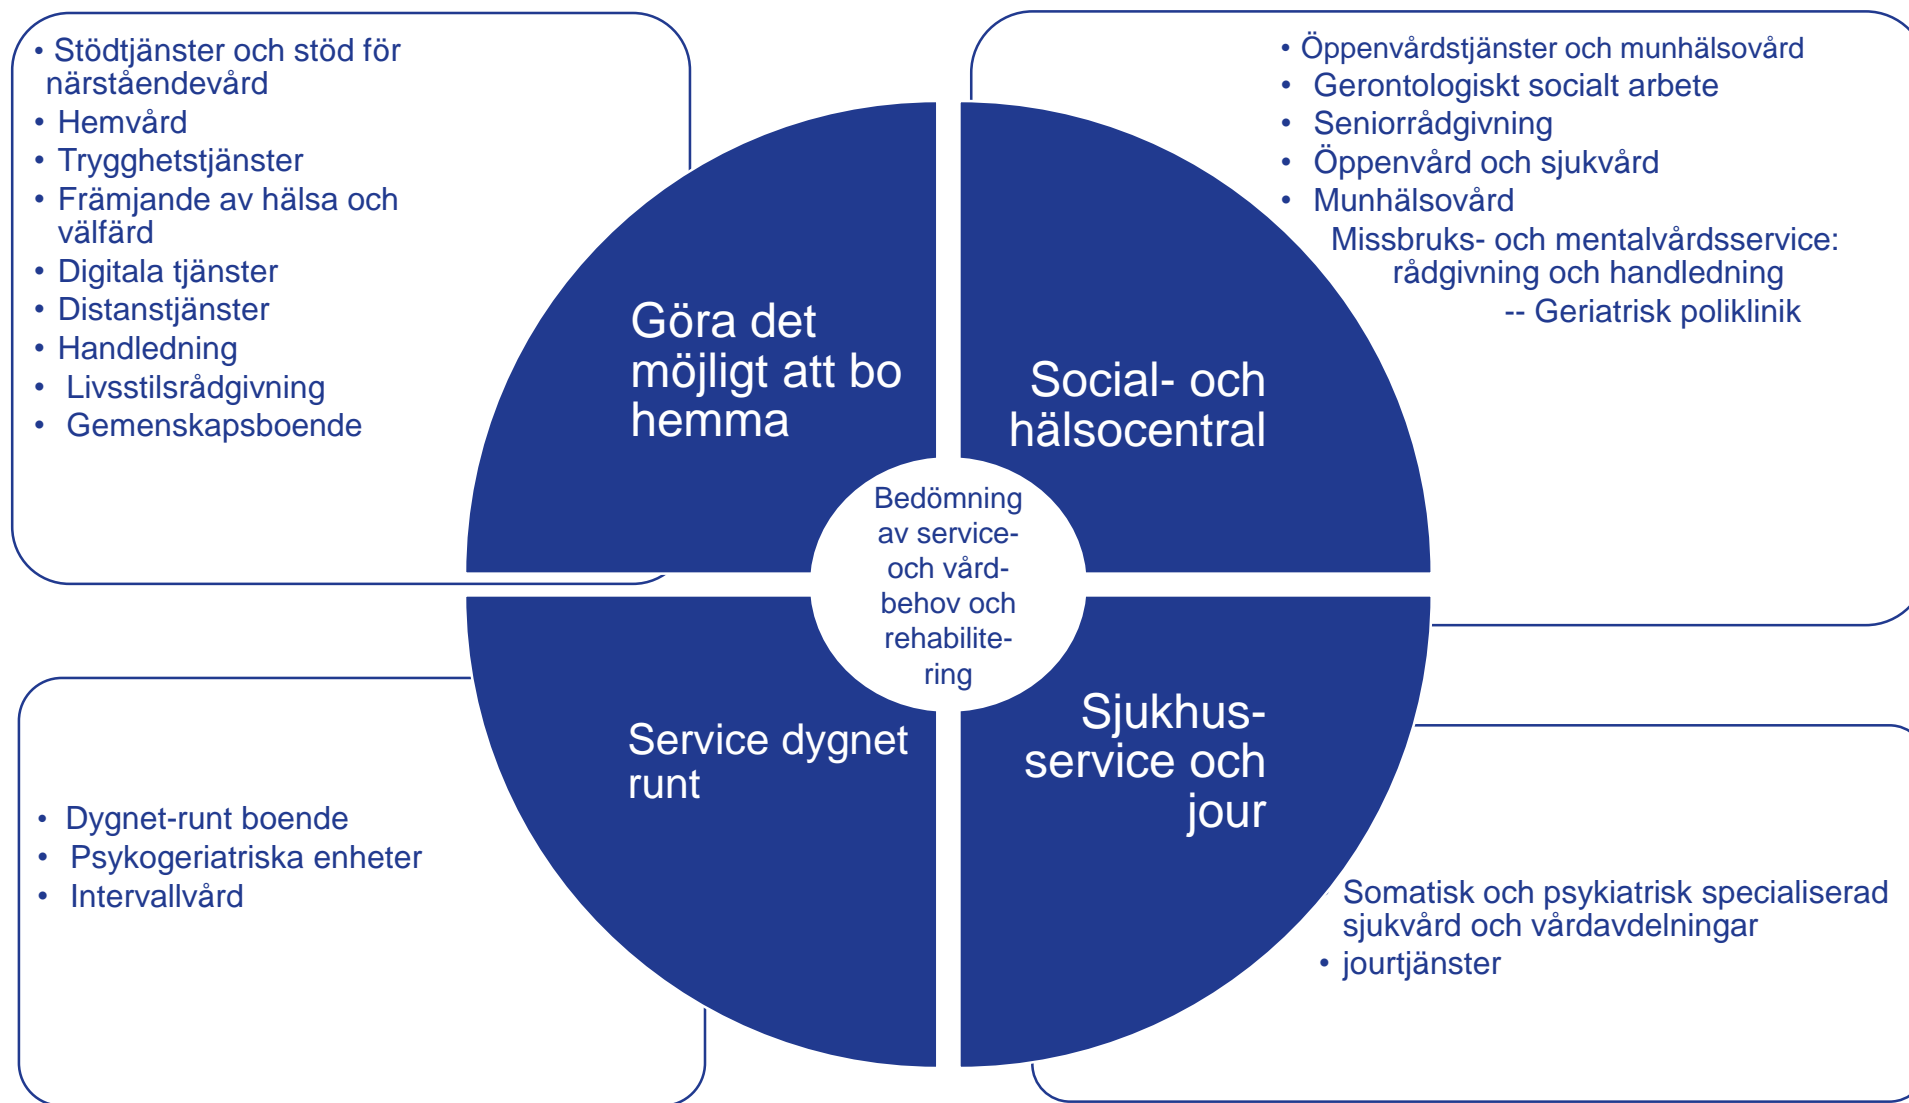 • Stödtjänster och stöd för
närståendevård
• Hemvård
• Trygghetstjänster
• Främjande av hälsa och
välfärd
• Digitala tjänster
• Distanstjänster
• Handledning
• Livsstilsrådgivning
• Gemenskapsboende
Göra det
möjligt att bo
hemma
• Öppenvårdstjänster och munhälsovård
• Gerontologiskt socialt arbete
• Seniorrådgivning
• Öppenvård och sjukvård
• Munhälsovård
Missbruks- och mentalvårdsservice:
rådgivning och handledning
-- Geriatrisk poliklinik
Social- och
hälsocentral
Bedömning
av service-
och vård-
behov och
rehabilite-
ring
Service dygnet
runt
• Dygnet-runt boende
• Psykogeriatriska enheter
• Intervallvård
Sjukhus-
service och
jour
Somatisk och psykiatrisk specialiserad
sjukvård och vårdavdelningar
• jourtjänster